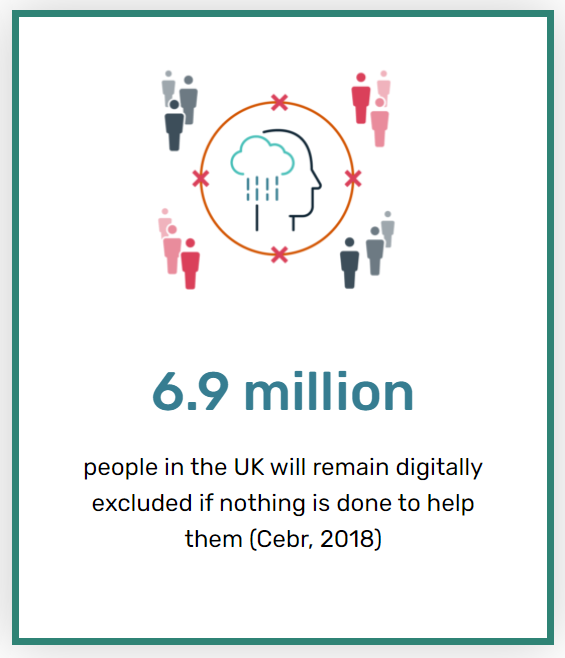 6.9 million
people in the UK will remain digitally
excluded if nothing is done to help
them (Cebr, 2018)